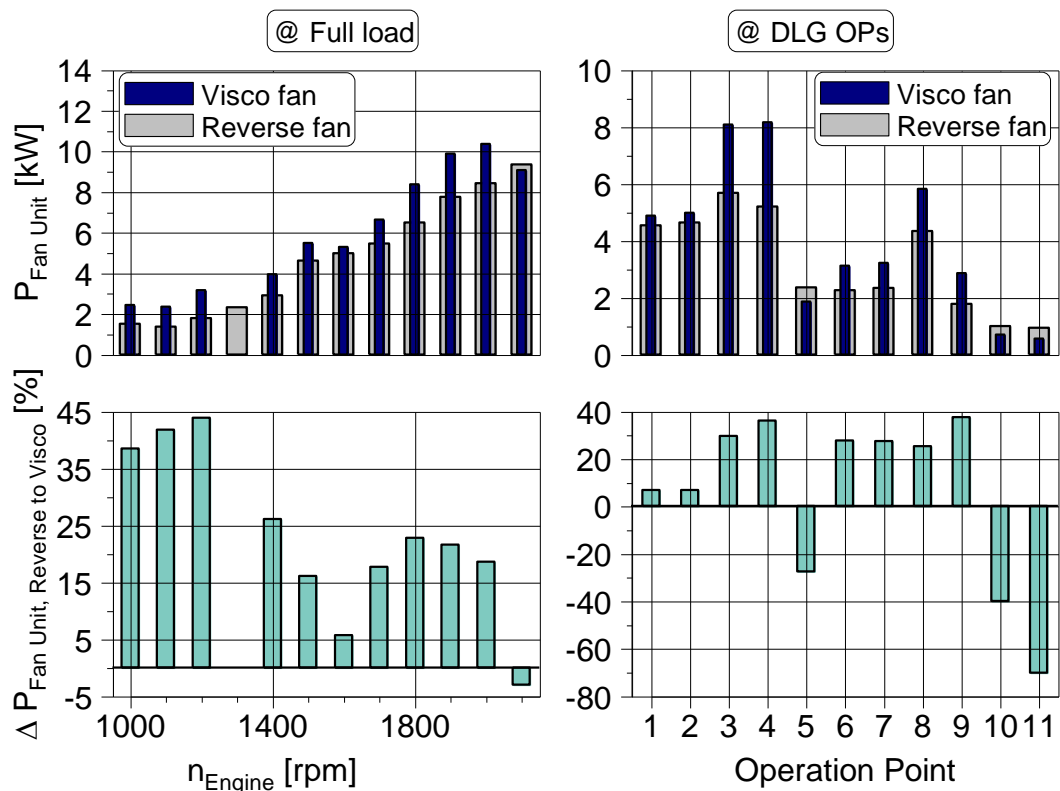 @ Full load
@ DLG OPs
P Fan Unit [kW]
14
12
10
8
6
4
2
0
Visco fan
Reverse fan
10
8
6
4
2
0
Visco fan
Reverse fan
Δ P Fan Unit, Reverse to Visco [%]
45
35
25
15
5
-5
1000 1400 1800
n Engine [rpm]
40
20
0
-20
-40
-60
-80
1 2 3 4 5 6 7 8 9 10 11
Operation Point